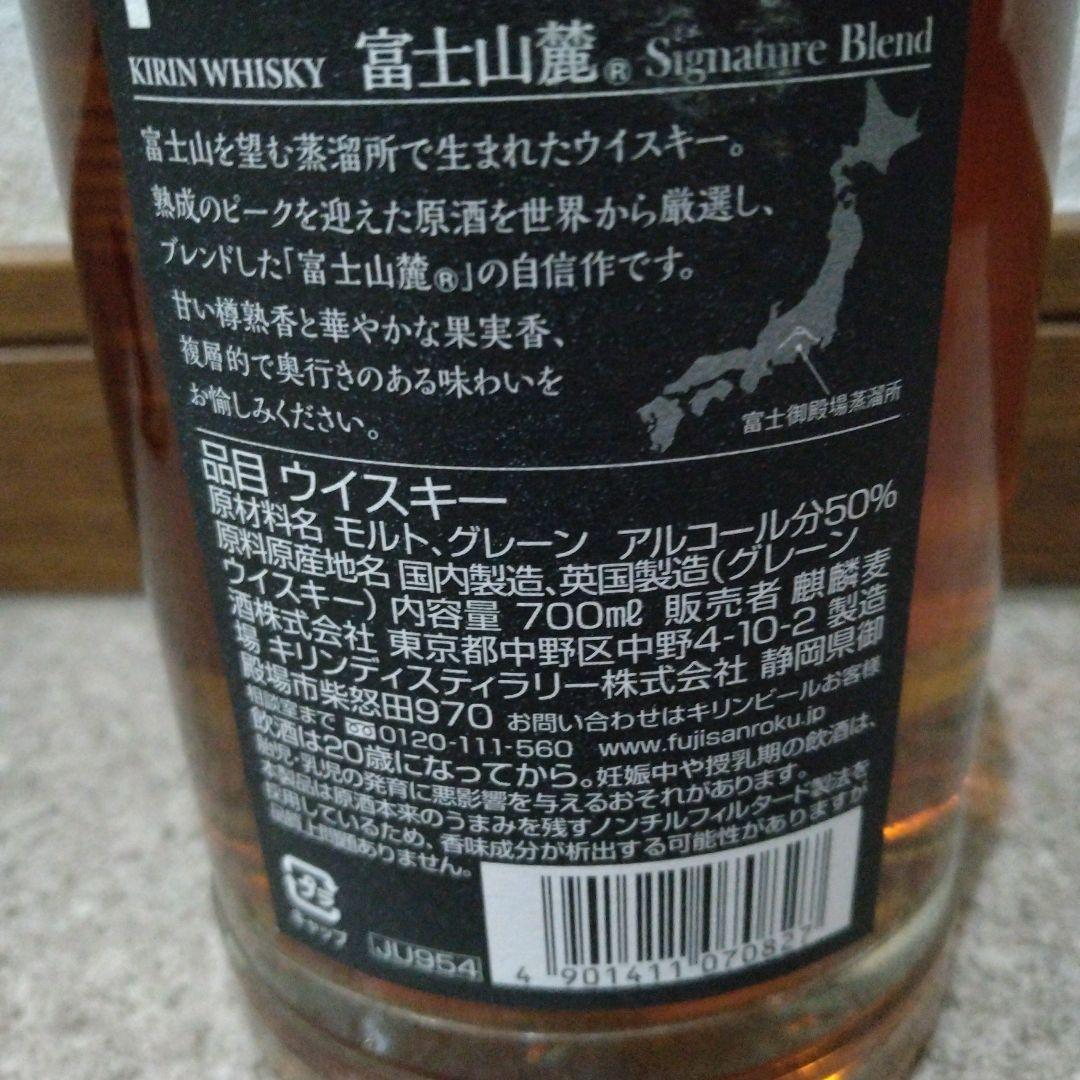 KIRIN WHISKY 富士山麓® Signature Blend
富士山を望む蒸溜所で生まれたウイスキー。
熟成のピークを迎えた原酒を世界から厳選し、
ブレンドした「富士山麓®」の自信作です。
甘い樽熟香と華やかな果実香、
複層的で奥行きのある味わいを
お愉しみください。
富士御殿場蒸溜所
品目 ウイスキー
原材料名 モルト、グレーン アルコール分50%
原料原産地名 国内製造、英国製造(グレーン
ウイスキー) 内容量 700mℓ 販売者 麒麟麦
酒株式会社 東京都中野区中野4-10-2 製造
場 キリンディスティラリー株式会社 静岡県御
殿場市柴怒田970 お問い合わせはキリンビールお客様
相談室まで 0120-111-560 www.fujisanroku.jp
飲酒は20歳になってから。妊娠中や授乳期の飲酒は、
胎児・乳児の発育に悪影響を与えるおそれがあります。
本製品は原酒本来のうまみを残すノンチルフィルタード製法を
採用しているため、香味成分が析出する可能性がありますが
品質上問題ありません。
キャップ
JU954
4 901411 070827